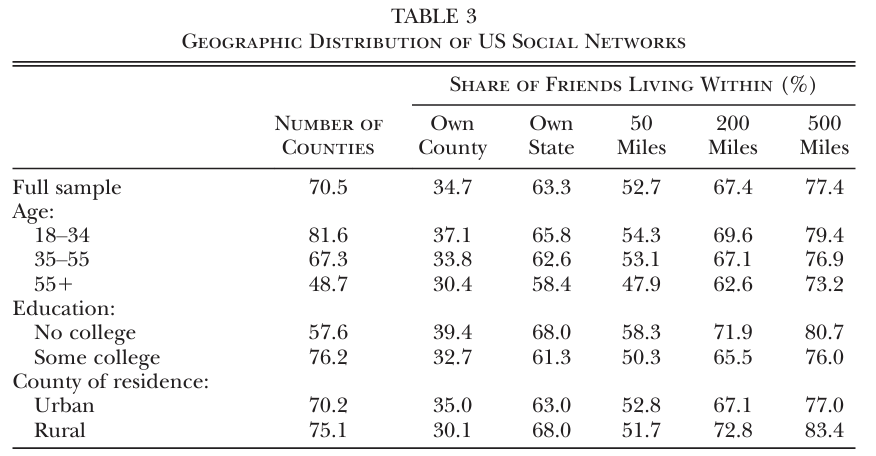 TABLE 3
Geographic Distribution of US Social Networks
Share of Friends Living Within (%)
Number of Own Own 50 200 500
Counties County State Miles Miles Miles
Full sample 70.5 34.7 63.3 52.7 67.4 77.4
Age:
18–34 81.6 37.1 65.8 54.3 69.6 79.4
35–55 67.3 33.8 62.6 53.1 67.1 76.9
55+ 48.7 30.4 58.4 47.9 62.6 73.2
Education:
No college 57.6 39.4 68.0 58.3 71.9 80.7
Some college 76.2 32.7 61.3 50.3 65.5 76.0
County of residence:
Urban 70.2 35.0 63.0 52.8 67.1 77.0
Rural 75.1 30.1 68.0 51.7 72.8 83.4